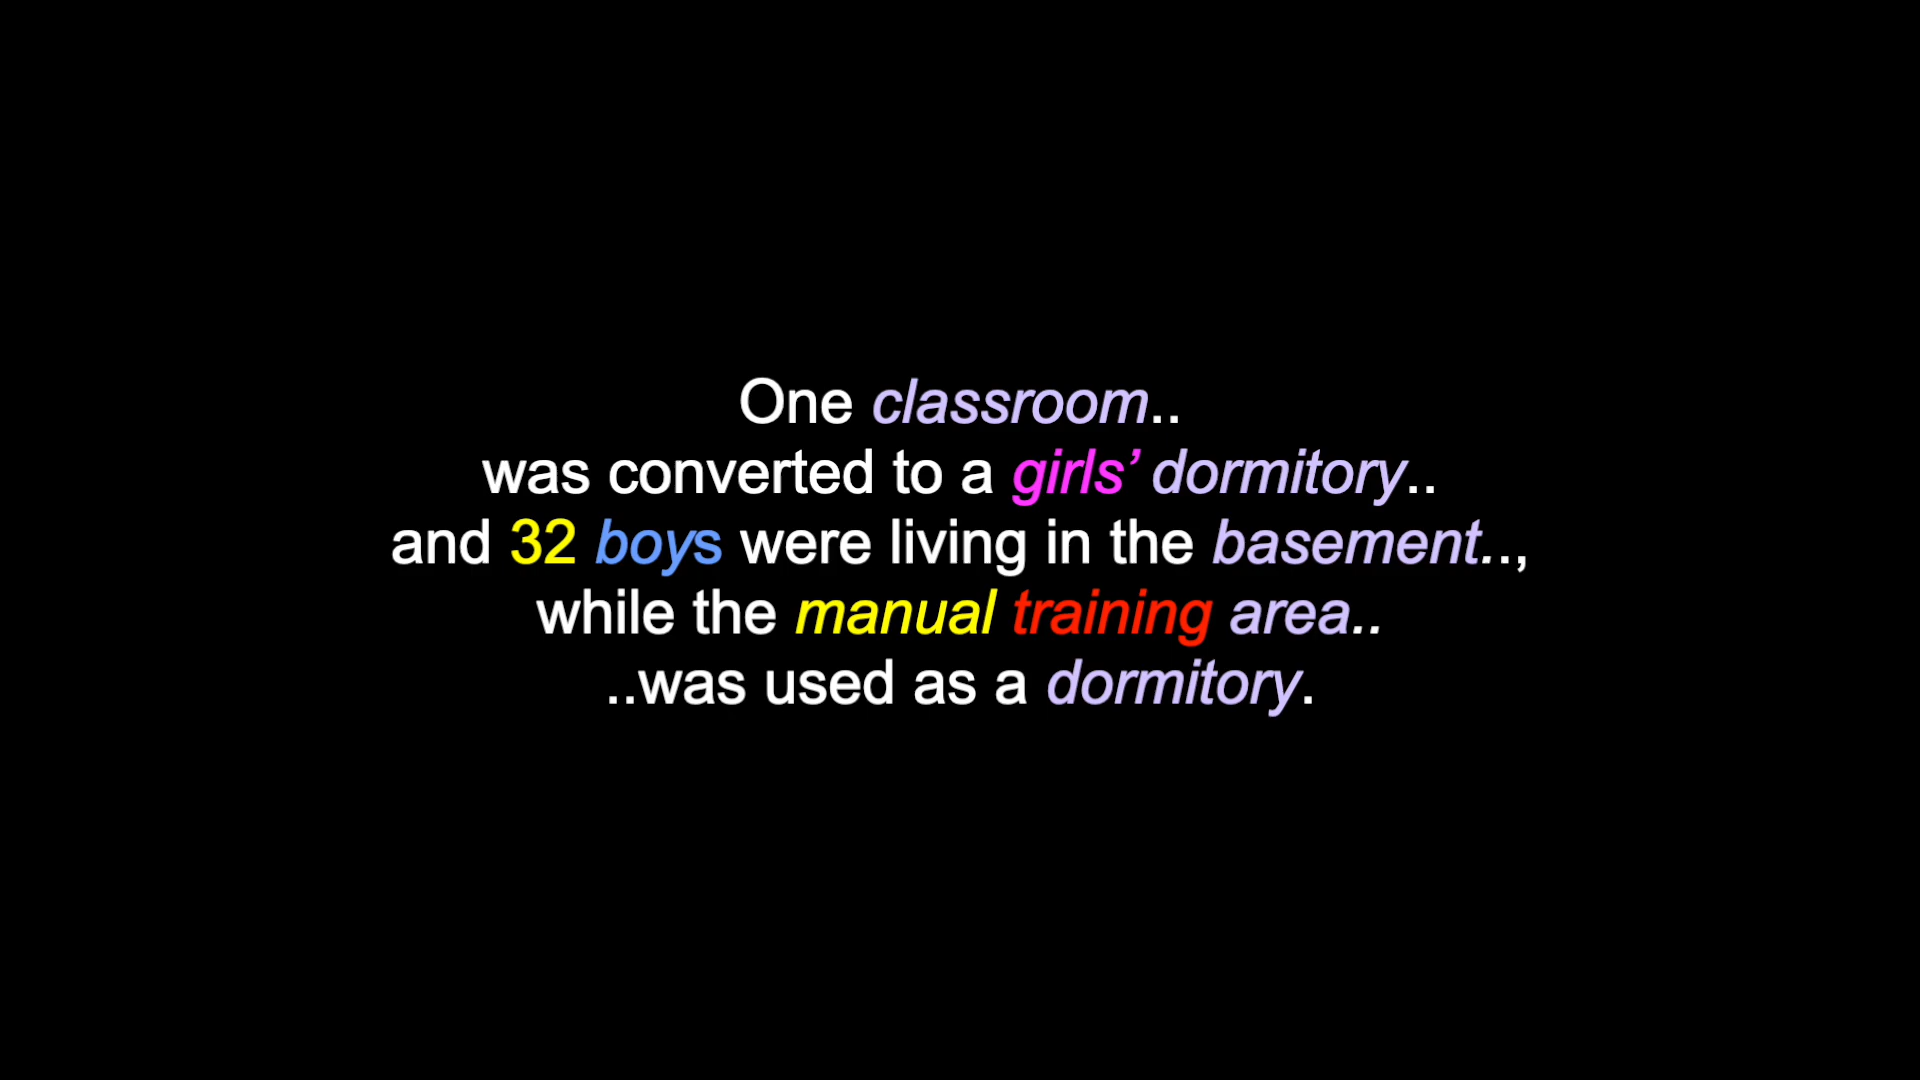 One classroom..
was converted to a girls’ dormitory..
and 32 boys were living in the basement..,
while the manual training area..
..was used as a dormitory.